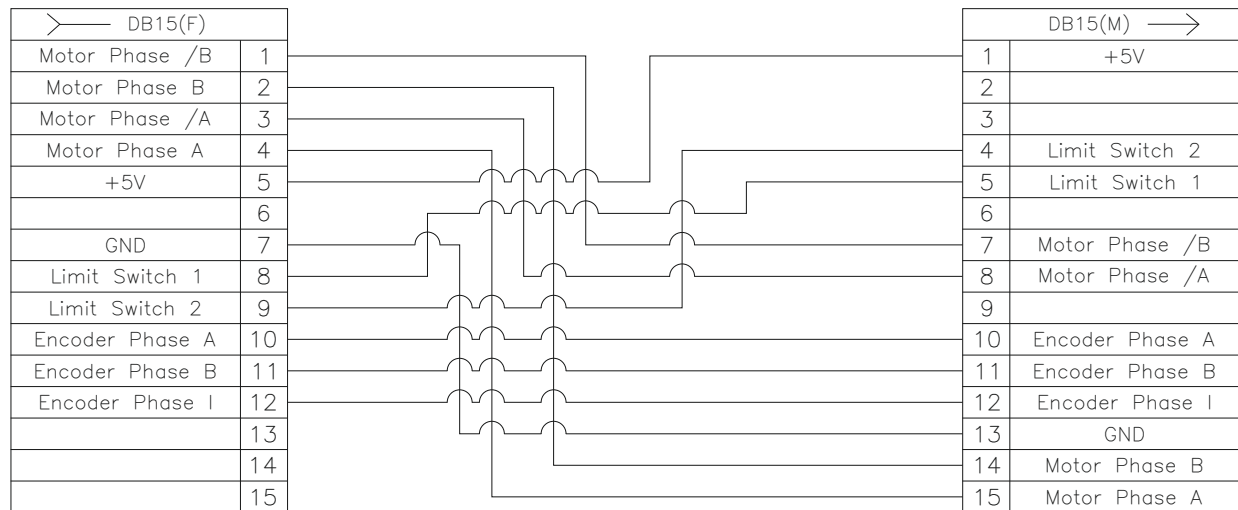 DB15(F)
Motor Phase /B 1
Motor Phase B 2
Motor Phase /A 3
Motor Phase A 4
+5V 5
6
GND 7
Limit Switch 1 8
Limit Switch 2 9
Encoder Phase A 10
Encoder Phase B 11
Encoder Phase I 12
13
14
15
DB15(M)
1 +5V
2
3
4 Limit Switch 2
5 Limit Switch 1
6
7 Motor Phase /B
8 Motor Phase /A
9
10 Encoder Phase A
11 Encoder Phase B
12 Encoder Phase I
13 GND
14 Motor Phase B
15 Motor Phase A